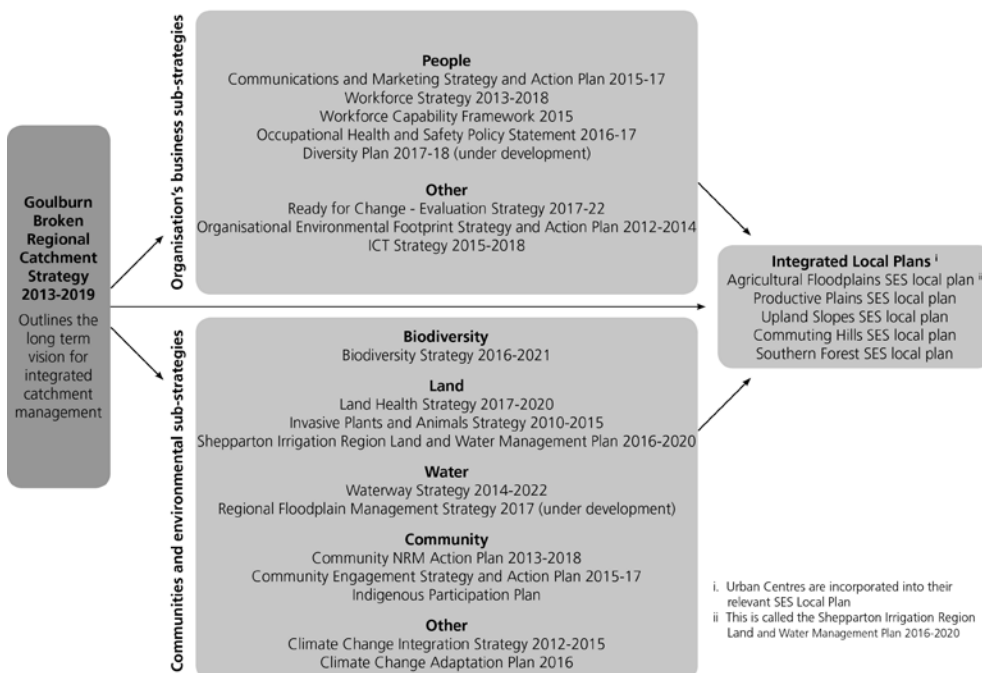 Goulburn
Broken
Regional
Catchment
Strategy
2013-2019
Outlines the
long term
vision for
integrated
catchment
management
Organisation's business sub-strategies
People
Communications and Marketing Strategy and Action Plan 2015-17
Workforce Strategy 2013-2018
Workforce Capability Framework 2015
Occupational Health and Safety Policy Statement 2016-17
Diversity Plan 2017-18 (under development)
Other
Ready for Change - Evaluation Strategy 2017-22
Organisational Environmental Footprint Strategy and Action Plan 2012-2014
ICT Strategy 2015-2018
Communities and environmental sub-strategies
Biodiversity
Biodiversity Strategy 2016-2021
Land
Land Health Strategy 2017-2020
Invasive Plants and Animals Strategy 2010-2015
Shepparton Irrigation Region Land and Water Management Plan 2016-2020
Water
Waterway Strategy 2014-2022
Regional Floodplain Management Strategy 2017 (under development)
Community
Community NRM Action Plan 2013-2018
Community Engagement Strategy and Action Plan 2015-17
Indigenous Participation Plan
Other
Climate Change Integration Strategy 2012-2015
Climate Change Adaptation Plan 2016
Integrated Local Plans i
Agricultural Floodplains SES local plan ii
Productive Plains SES local plan
Upland Slopes SES local plan
Commuting Hills SES local plan
Southern Forest SES local plan
i. Urban Centres are incorporated into their
relevant SES Local Plan
ii This is called the Shepparton Irrigation Region
Land and Water Management Plan 2016-2020